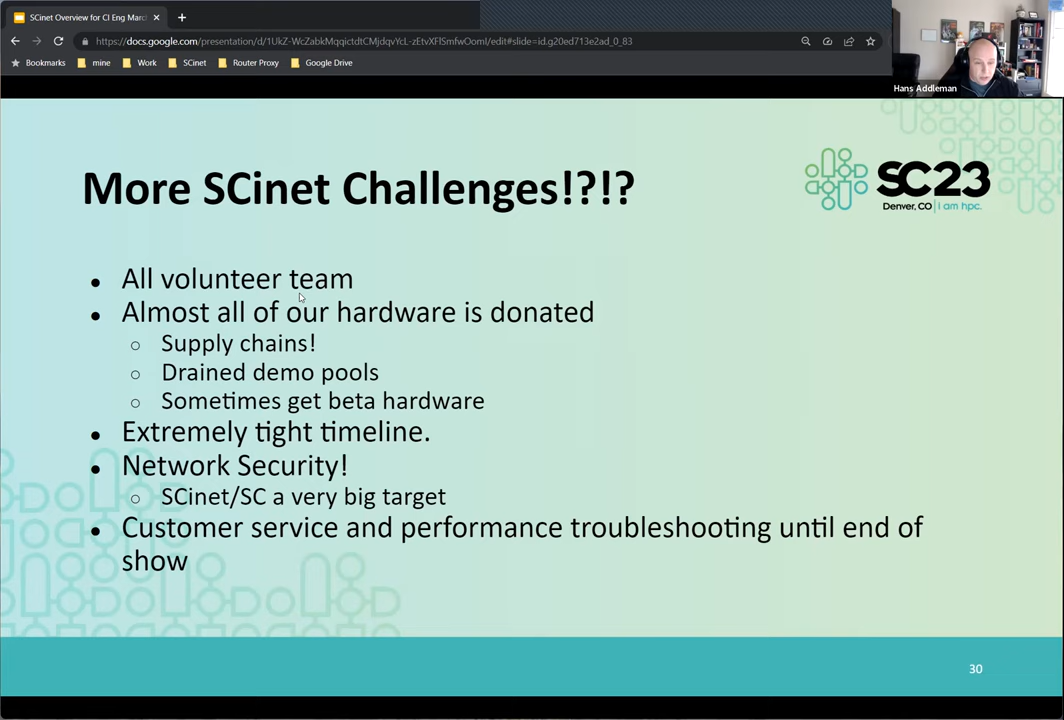 SCinet Overview for CI Eng Marc
https://docs.google.com/presentation/d/1UkZ-WcZabkMqqictdtCMjdqvYcL-zEtvXFlSmfwOomI/edit#slide=id.g20ed713e2ad_0_83
Bookmarks mine Work SCinet Router Proxy Google Drive
Hans Addleman
More SCinet Challenges!?!?
SC23
Denver, CO | I am hpc.
● All volunteer team
● Almost all of our hardware is donated
○ Supply chains!
○ Drained demo pools
○ Sometimes get beta hardware
● Extremely tight timeline.
● Network Security!
○ SCinet/SC a very big target
● Customer service and performance troubleshooting until end of
show
30